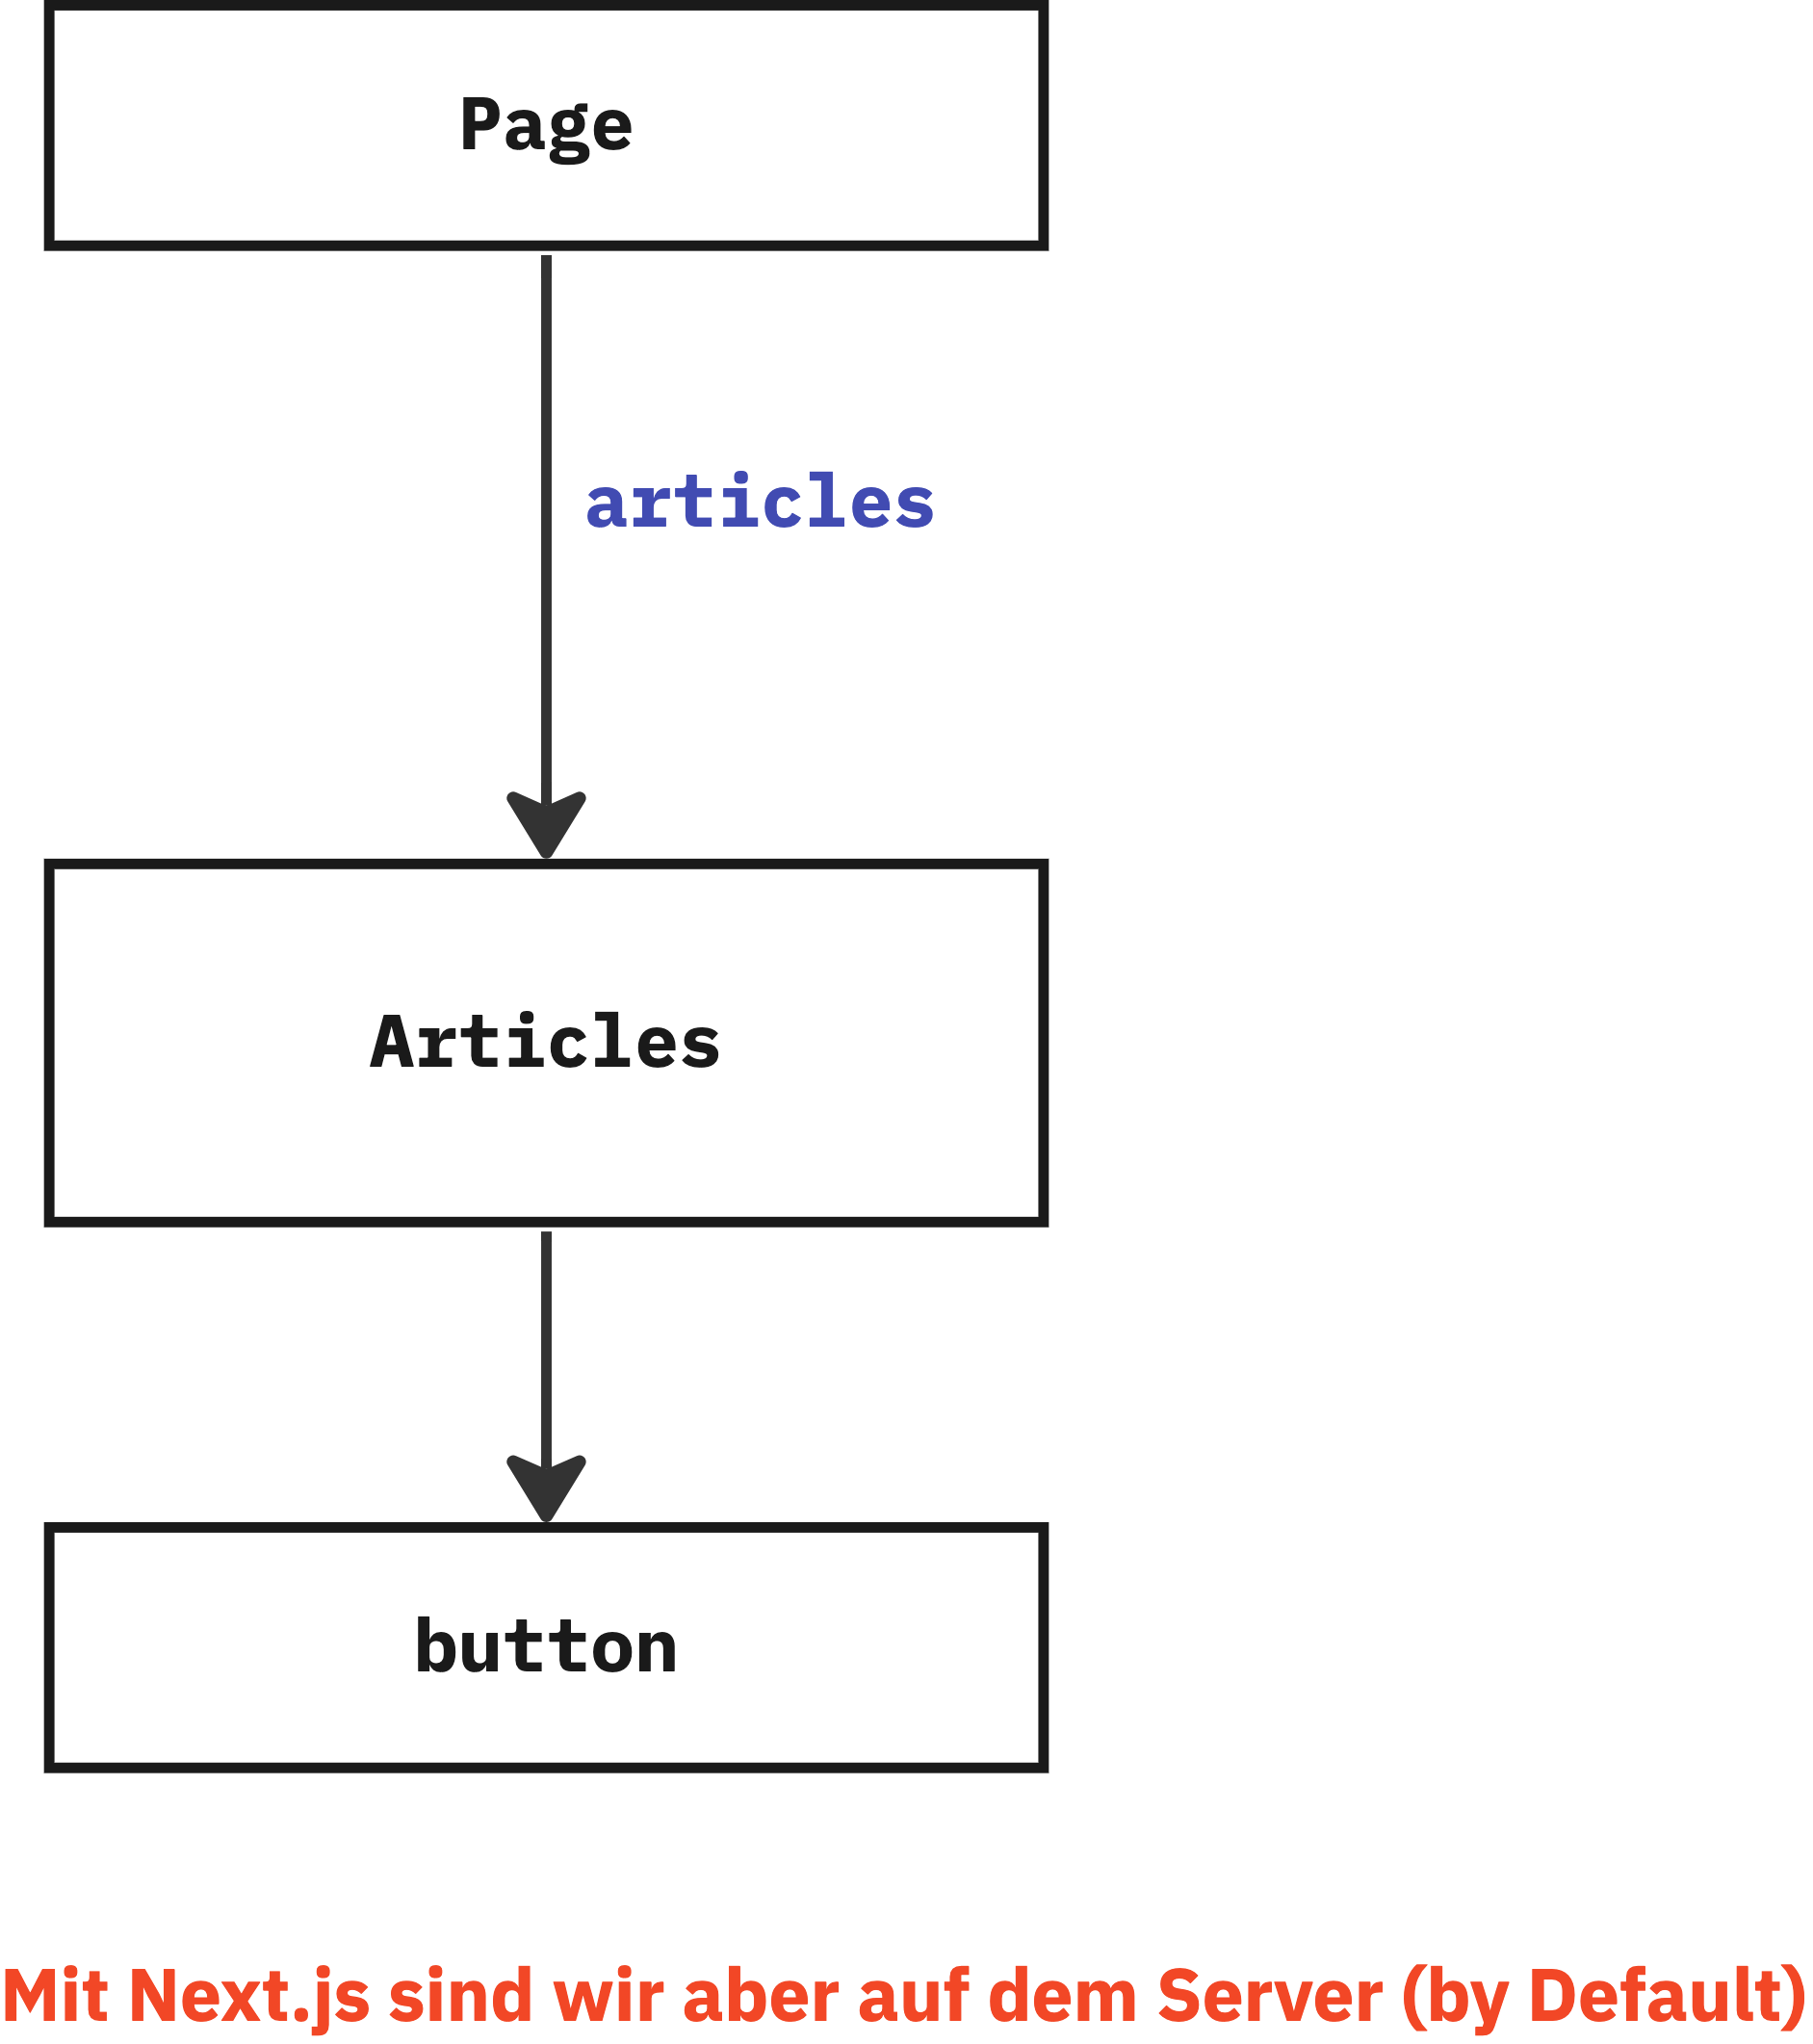 Page
articles
Articles
button
Mit Next.js sind wir aber auf dem Server (by Default)